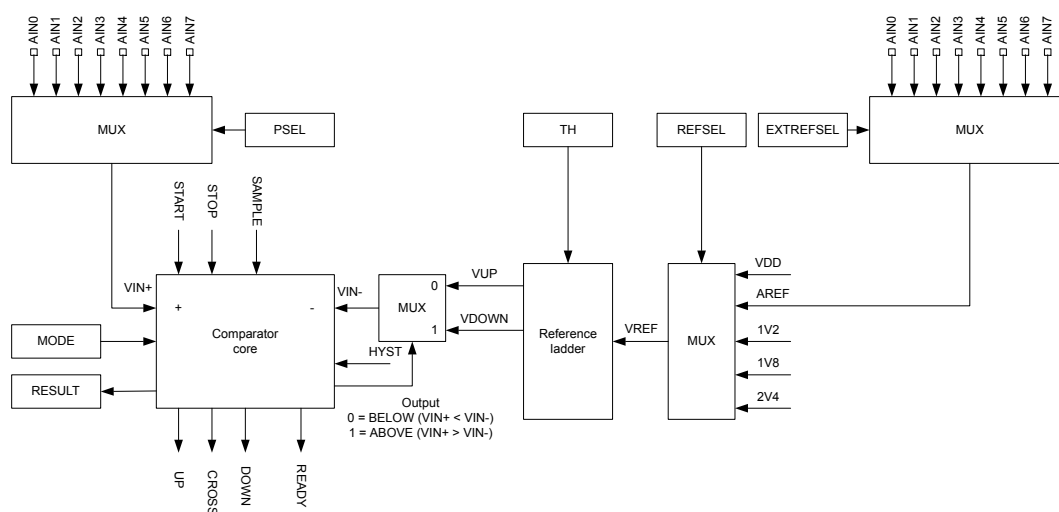 AIN0 AIN1 AIN2 AIN3 AIN4 AIN5 AIN6 AIN7
AIN0 AIN1 AIN2 AIN3 AIN4 AIN5 AIN6 AIN7
MUX
PSEL
TH
REFSEL
EXTREFSEL
MUX
START
STOP
SAMPLE
VIN+
+
Comparator
core
-
VIN-
MUX
0
1
VUP
VDOWN
HYST
Reference
ladder
VREF
MUX
VDD
AREF
1V2
1V8
2V4
MODE
RESULT
Output
0 = BELOW (VIN+ < VIN-)
1 = ABOVE (VIN+ > VIN-)
UP
CROSS
DOWN
READY